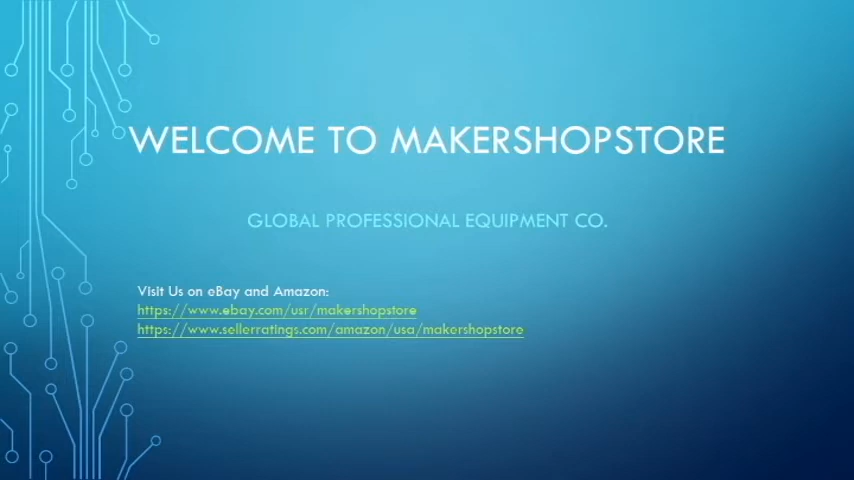 WELCOME TO MAKERSHOPSTORE
GLOBAL PROFESSIONAL EQUIPMENT CO.
Visit Us on eBay and Amazon:
https://www.ebay.com/usr/makershopstore
https://www.sellerratings.com/amazon/usa/makershopstore